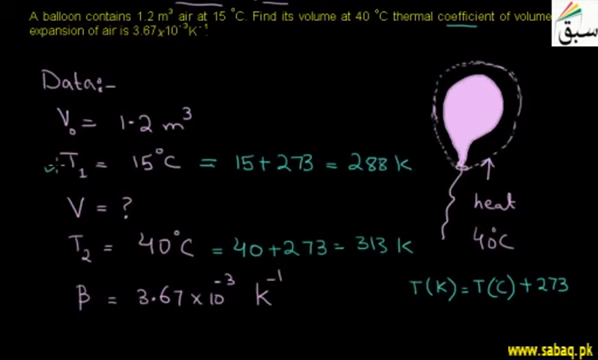 A balloon contains 1.2 m³ air at 15 °C. Find its volume at 40 °C thermal coefficient of volume
expansion of air is 3.67x10⁻³K⁻¹.
سبق
Data:-
V₀ = 1.2 m³
T₁ = 15°C = 15+273 = 288 K
V = ?
heat
T₂ = 40°C = 40+273 = 313 K
40°C
β = 3.67 × 10⁻³ K⁻¹
T(K) = T(C) + 273
www.sabaq.pk